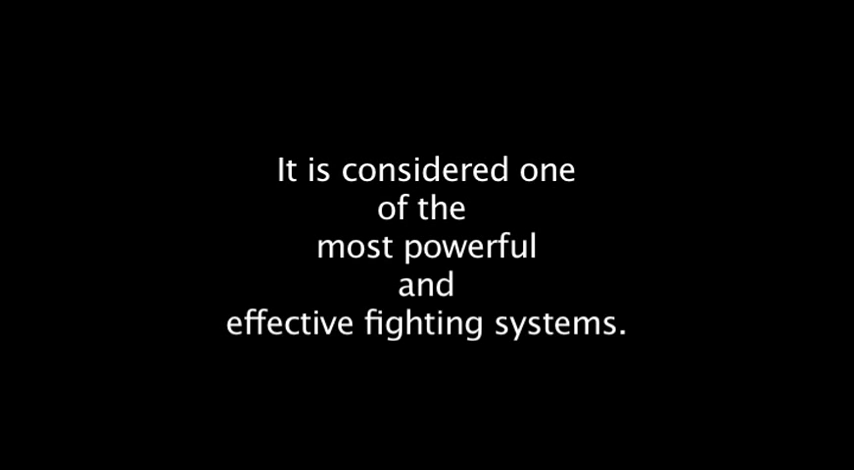 It is considered one
of the
most powerful
and
effective fighting systems.